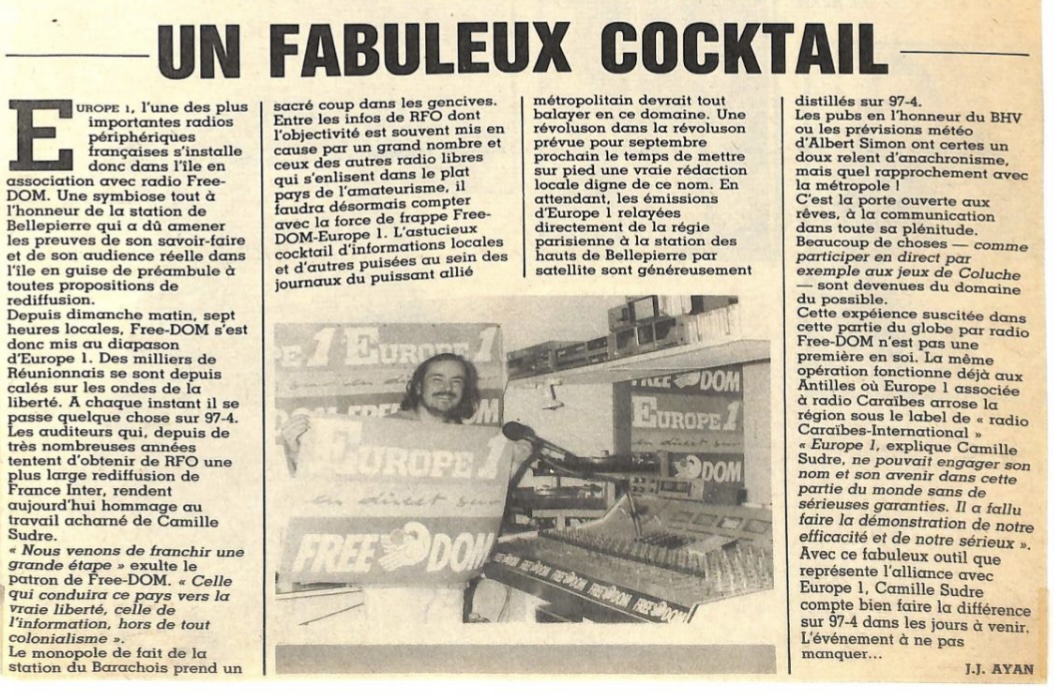 UN FABULEUX COCKTAIL
EUROPE 1, l'une des plus
importantes radios
périphériques
françaises s'installe
donc dans l'île en
association avec radio Free-
DOM. Une symbiose tout à
l'honneur de la station de
Bellepierre qui a dû amener
les preuves de son savoir-faire
et de son audience réelle dans
l'île en guise de préambule à
toutes propositions de
rediffusion.
Depuis dimanche matin, sept
heures locales, Free-DOM s'est
donc mis au diapason
d'Europe 1. Des milliers de
Réunionnais se sont depuis
calés sur les ondes de la
liberté. A chaque instant il se
passe quelque chose sur 97-4.
Les auditeurs qui, depuis de
très nombreuses années
tentent d'obtenir de RFO une
plus large rediffusion de
France Inter, rendent
aujourd'hui hommage au
travail acharné de Camille
Sudre.
« Nous venons de franchir une
grande étape » exulte le
patron de Free-DOM. « Celle
qui conduira ce pays vers la
vraie liberté, celle de
l'information, hors de tout
colonialisme ».
Le monopole de fait de la
station du Barachois prend un
sacré coup dans les gencives.
Entre les infos de RFO dont
l'objectivité est souvent mis en
cause par un grand nombre et
ceux des autres radio libres
qui s'enlisent dans le plat
pays de l'amateurisme, il
faudra désormais compter
avec la force de frappe Free-
DOM-Europe 1. L'astucieux
cocktail d'informations locales
et d'autres puisées au sein des
journaux du puissant allié
métropolitain devrait tout
balayer en ce domaine. Une
révoluson dans la révoluson
prévue pour septembre
prochain le temps de mettre
sur pied une vraie rédaction
locale digne de ce nom. En
attendant, les émissions
d'Europe 1 relayées
directement de la régie
parisienne à la station des
hauts de Bellepierre par
satellite sont généreusement
distillés sur 97-4.
Les pubs en l'honneur du BHV
ou les prévisions météo
d'Albert Simon ont certes un
doux relent d'anachronisme,
mais quel rapprochement avec
la métropole !
C'est la porte ouverte aux
rêves, à la communication
dans toute sa plénitude.
Beaucoup de choses — comme
participer en direct par
exemple aux jeux de Coluche
— sont devenues du domaine
du possible.
Cette expéience suscitée dans
cette partie du globe par radio
Free-DOM n'est pas une
première en soi. La même
opération fonctionne déjà aux
Antilles où Europe 1 associée
à radio Caraïbes arrose la
région sous le label de « radio
Caraïbes-International »
« Europe 1, explique Camille
Sudre, ne pouvait engager son
nom et son avenir dans cette
partie du monde sans de
sérieuses garanties. Il a fallu
faire la démonstration de notre
efficacité et de notre sérieux ».
Avec ce fabuleux outil que
représente l'alliance avec
Europe 1, Camille Sudre
compte bien faire la différence
sur 97-4 dans les jours à venir.
L'événement à ne pas
manquer...
J.J. AYAN
EUROPE 1
EUROPE 1
en direct sur
FREE DOM
FREE DOM
EUROPE 1
en direct sur
DOM
FREE DOM FREE DOM FREE DOM